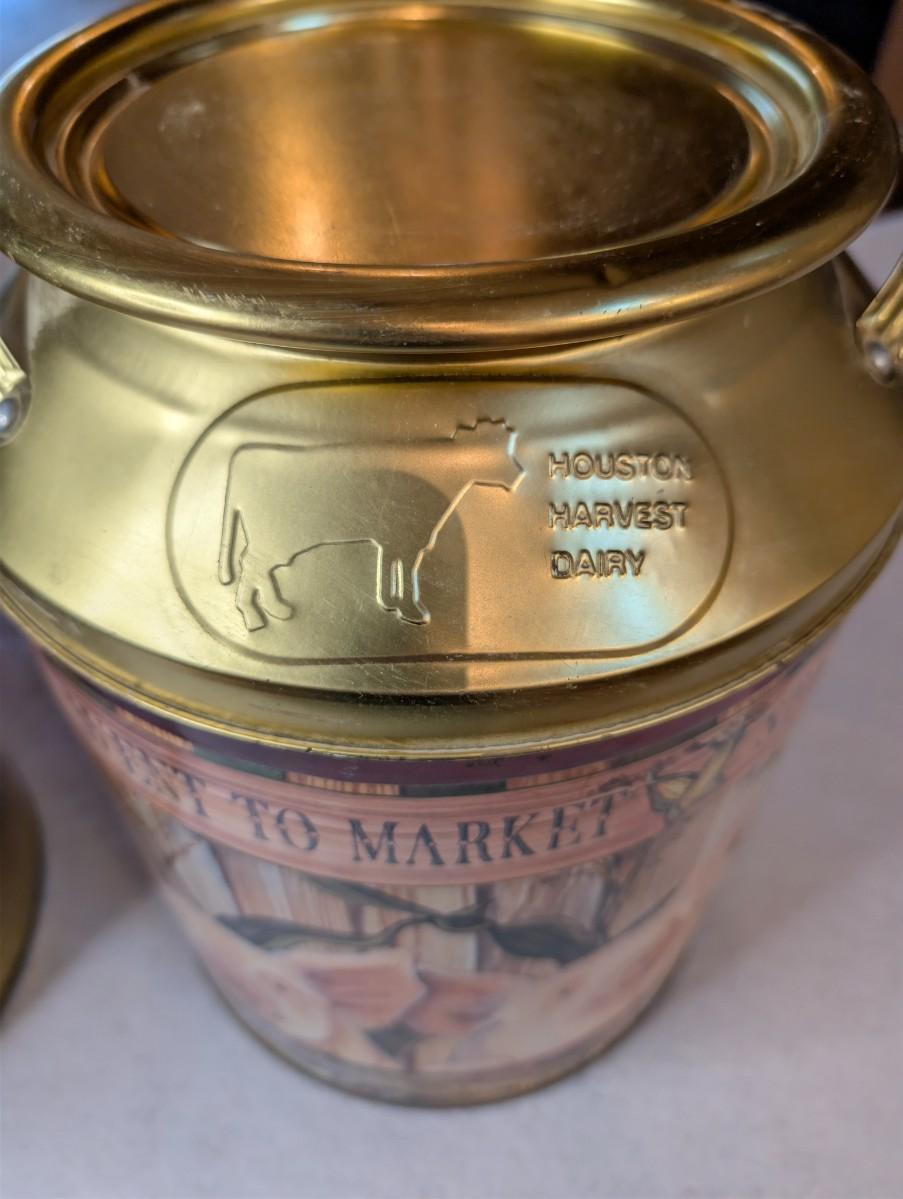 HOUSTON
HARVEST
DAIRY
TO MARKET